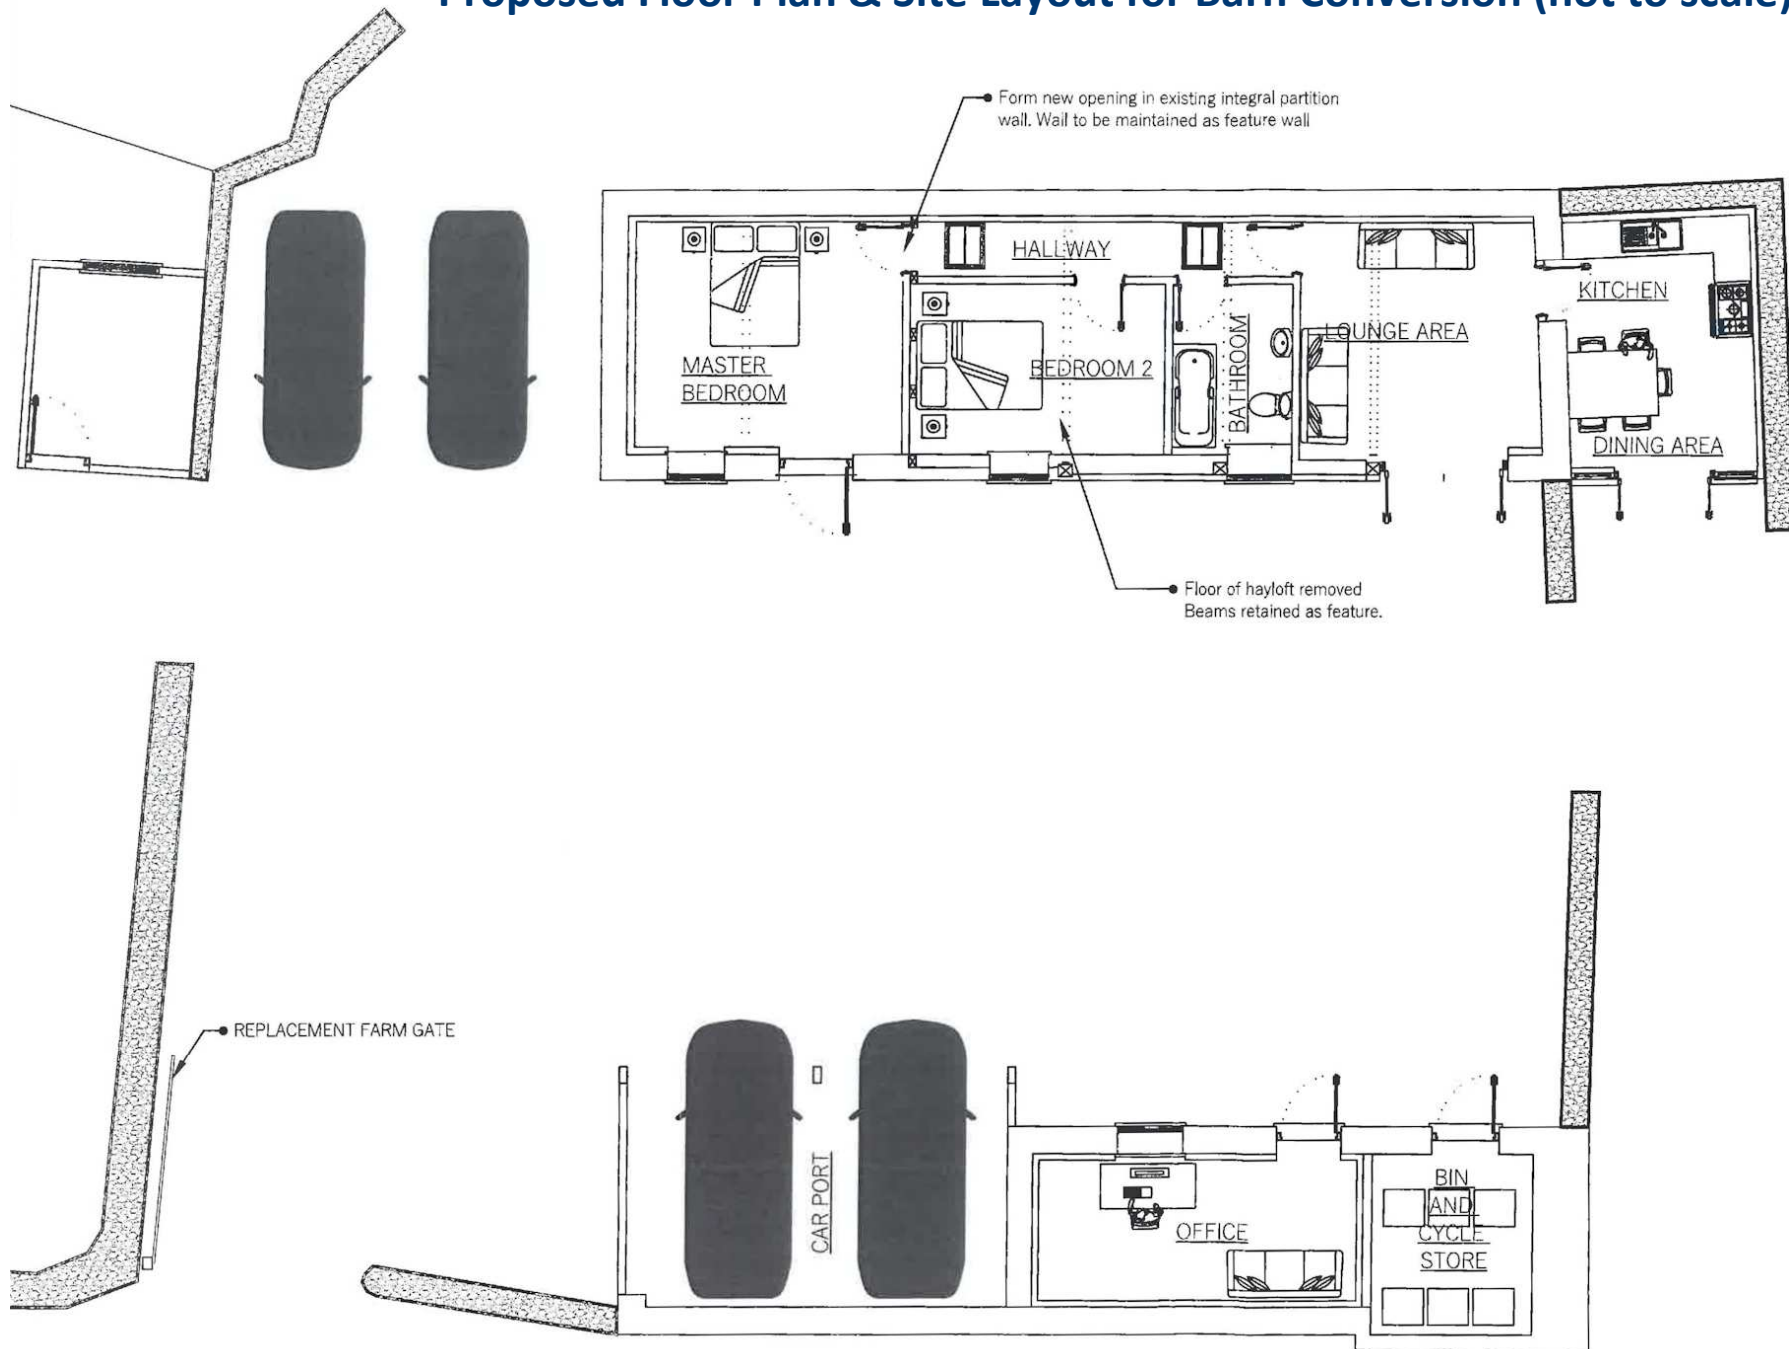 Proposed Floor Plan & Site Layout for Barn Conversion (not to scale)
Form new opening in existing integral partition
wall. Wall to be maintained as feature wall
HALLWAY
KITCHEN
LOUNGE AREA
MASTER
BEDROOM
BEDROOM 2
BATHROOM
DINING AREA
Floor of hayloft removed
Beams retained as feature.
REPLACEMENT FARM GATE
CAR PORT
OFFICE
BIN
AND
CYCLE
STORE